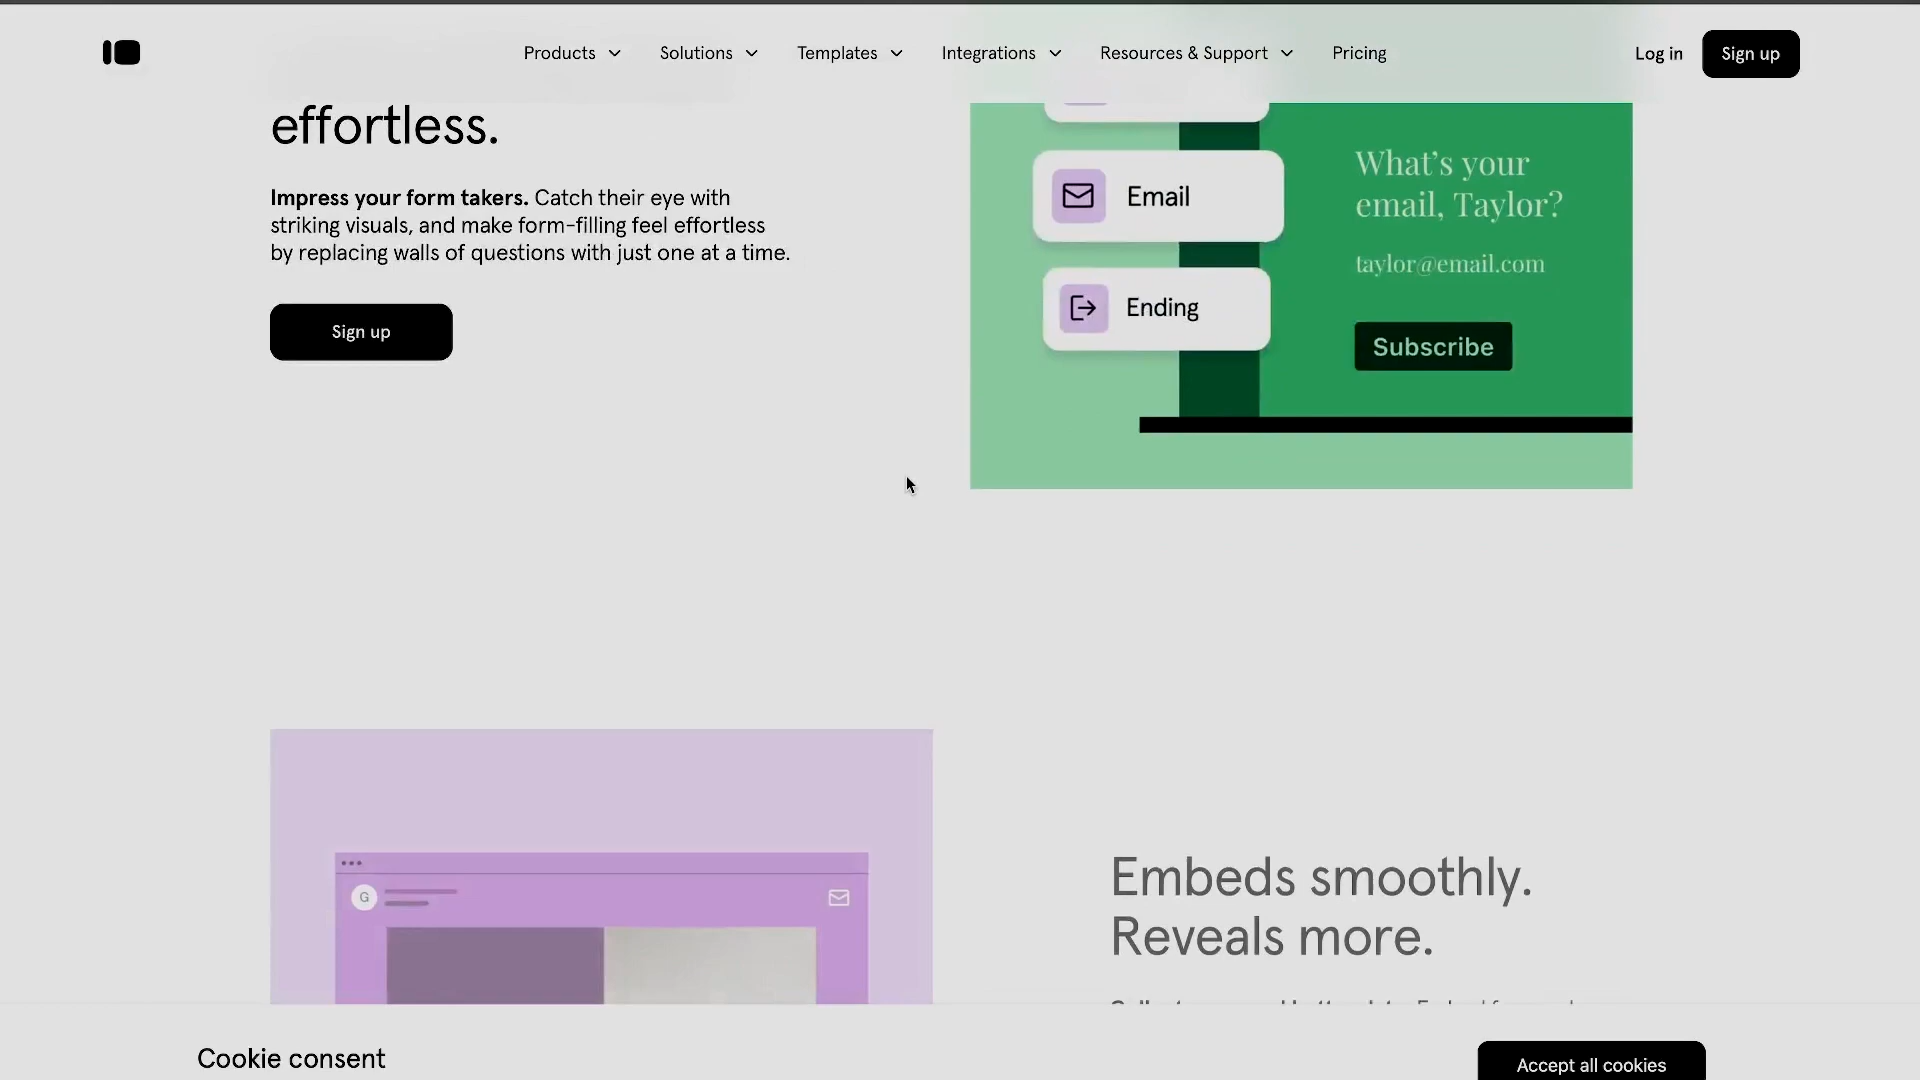 Products
Solutions
Templates
Integrations
Resources & Support
Pricing
Log in
Sign up
effortless.
Impress your form takers. Catch their eye with
striking visuals, and make form-filling feel effortless
by replacing walls of questions with just one at a time.
Sign up
Email
Ending
What's your
email, Taylor?
taylor@email.com
Subscribe
G
Embeds smoothly.
Reveals more.
Cookie consent
Accept all cookies